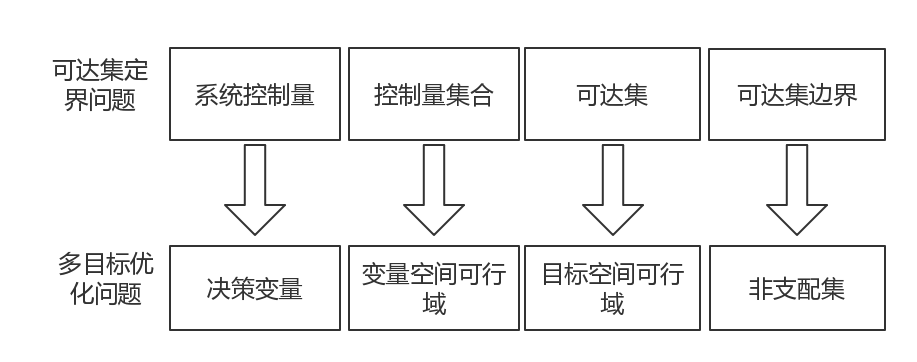 可达集定
界问题
系统控制量
控制量集合
可达集
可达集边界
多目标优
化问题
决策变量
变量空间可行
域
目标空间可行
域
非支配集